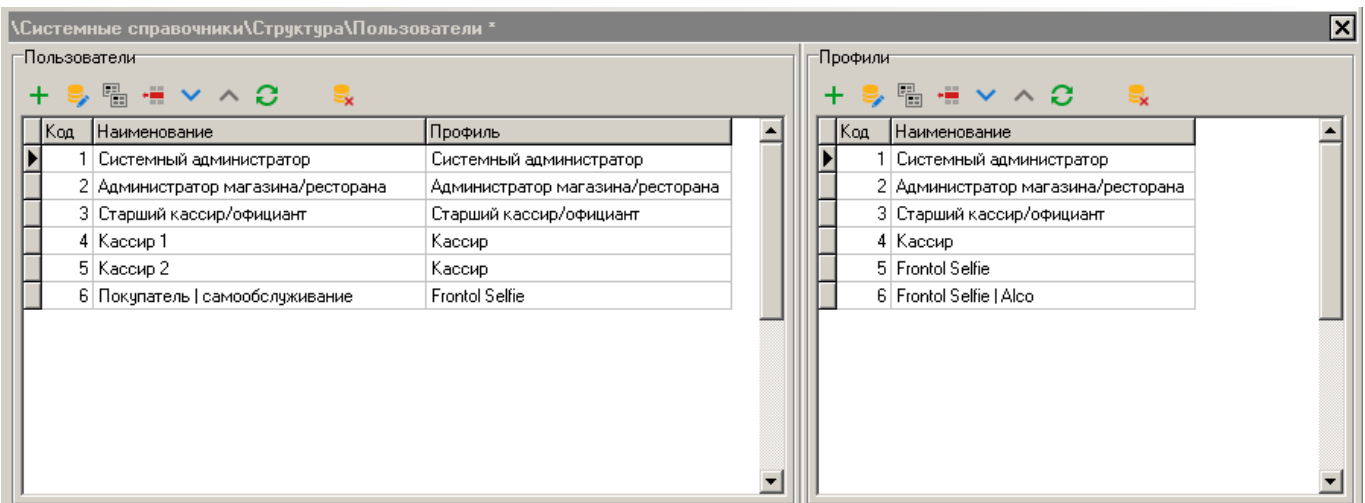 \Системные справочники\Структура\Пользователи *
Пользователи
Код Наименование Профиль
1 Системный администратор Системный администратор
2 Администратор магазина/ресторана Администратор магазина/ресторана
3 Старший кассир/официант Старший кассир/официант
4 Кассир 1 Кассир
5 Кассир 2 Кассир
6 Покупатель | самообслуживание Frontol Selfie
Профили
Код Наименование
1 Системный администратор
2 Администратор магазина/ресторана
3 Старший кассир/официант
4 Кассир
5 Frontol Selfie
6 Frontol Selfie | Alco